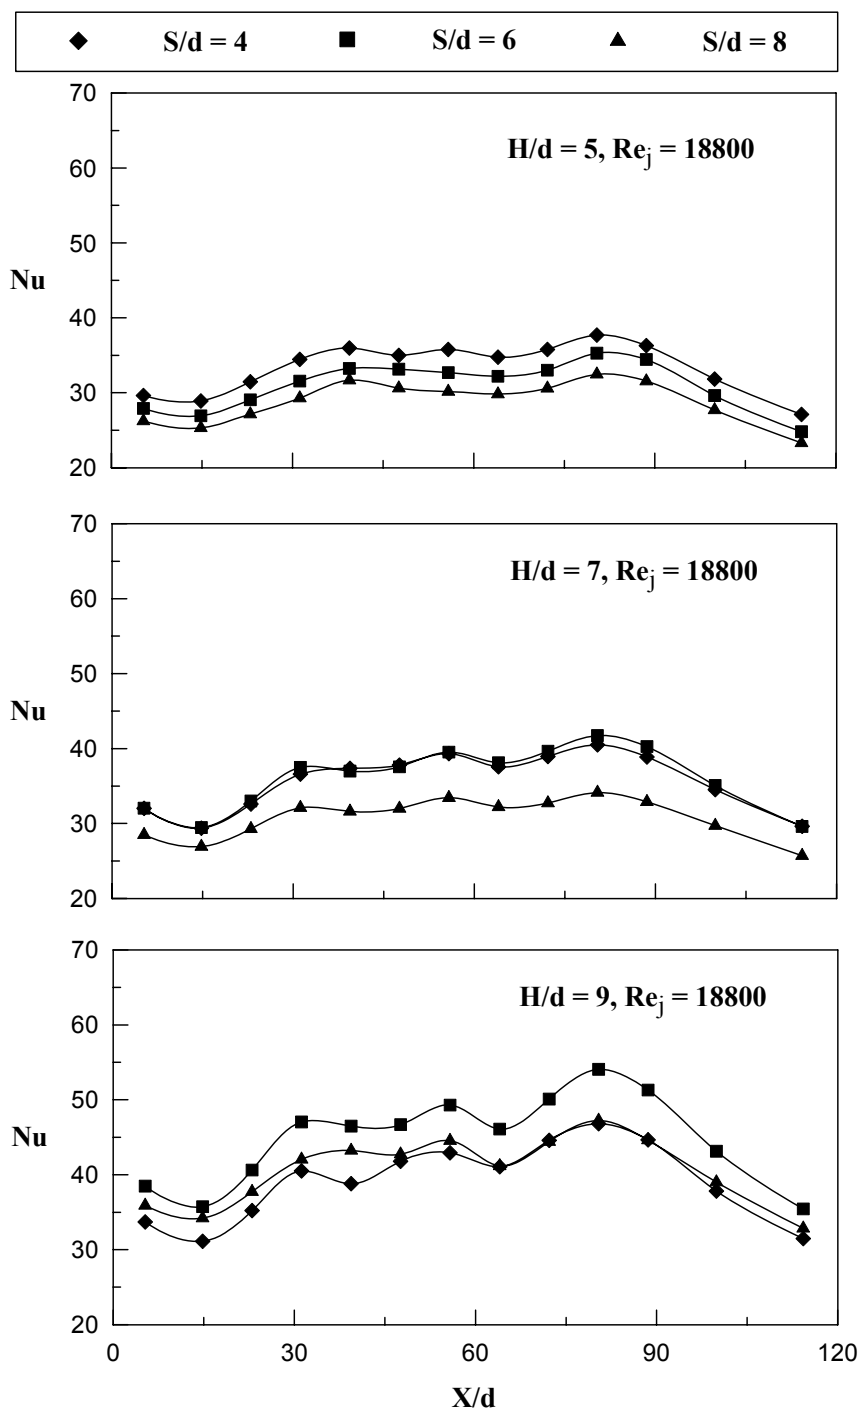 S/d = 4 S/d = 6 S/d = 8
70
H/d = 5, Rej = 18800
60
50
Nu
40
30
20
70
H/d = 7, Rej = 18800
60
50
Nu
40
30
20
70
H/d = 9, Rej = 18800
60
50
Nu
40
30
20
0 30 60 90 120
X/d